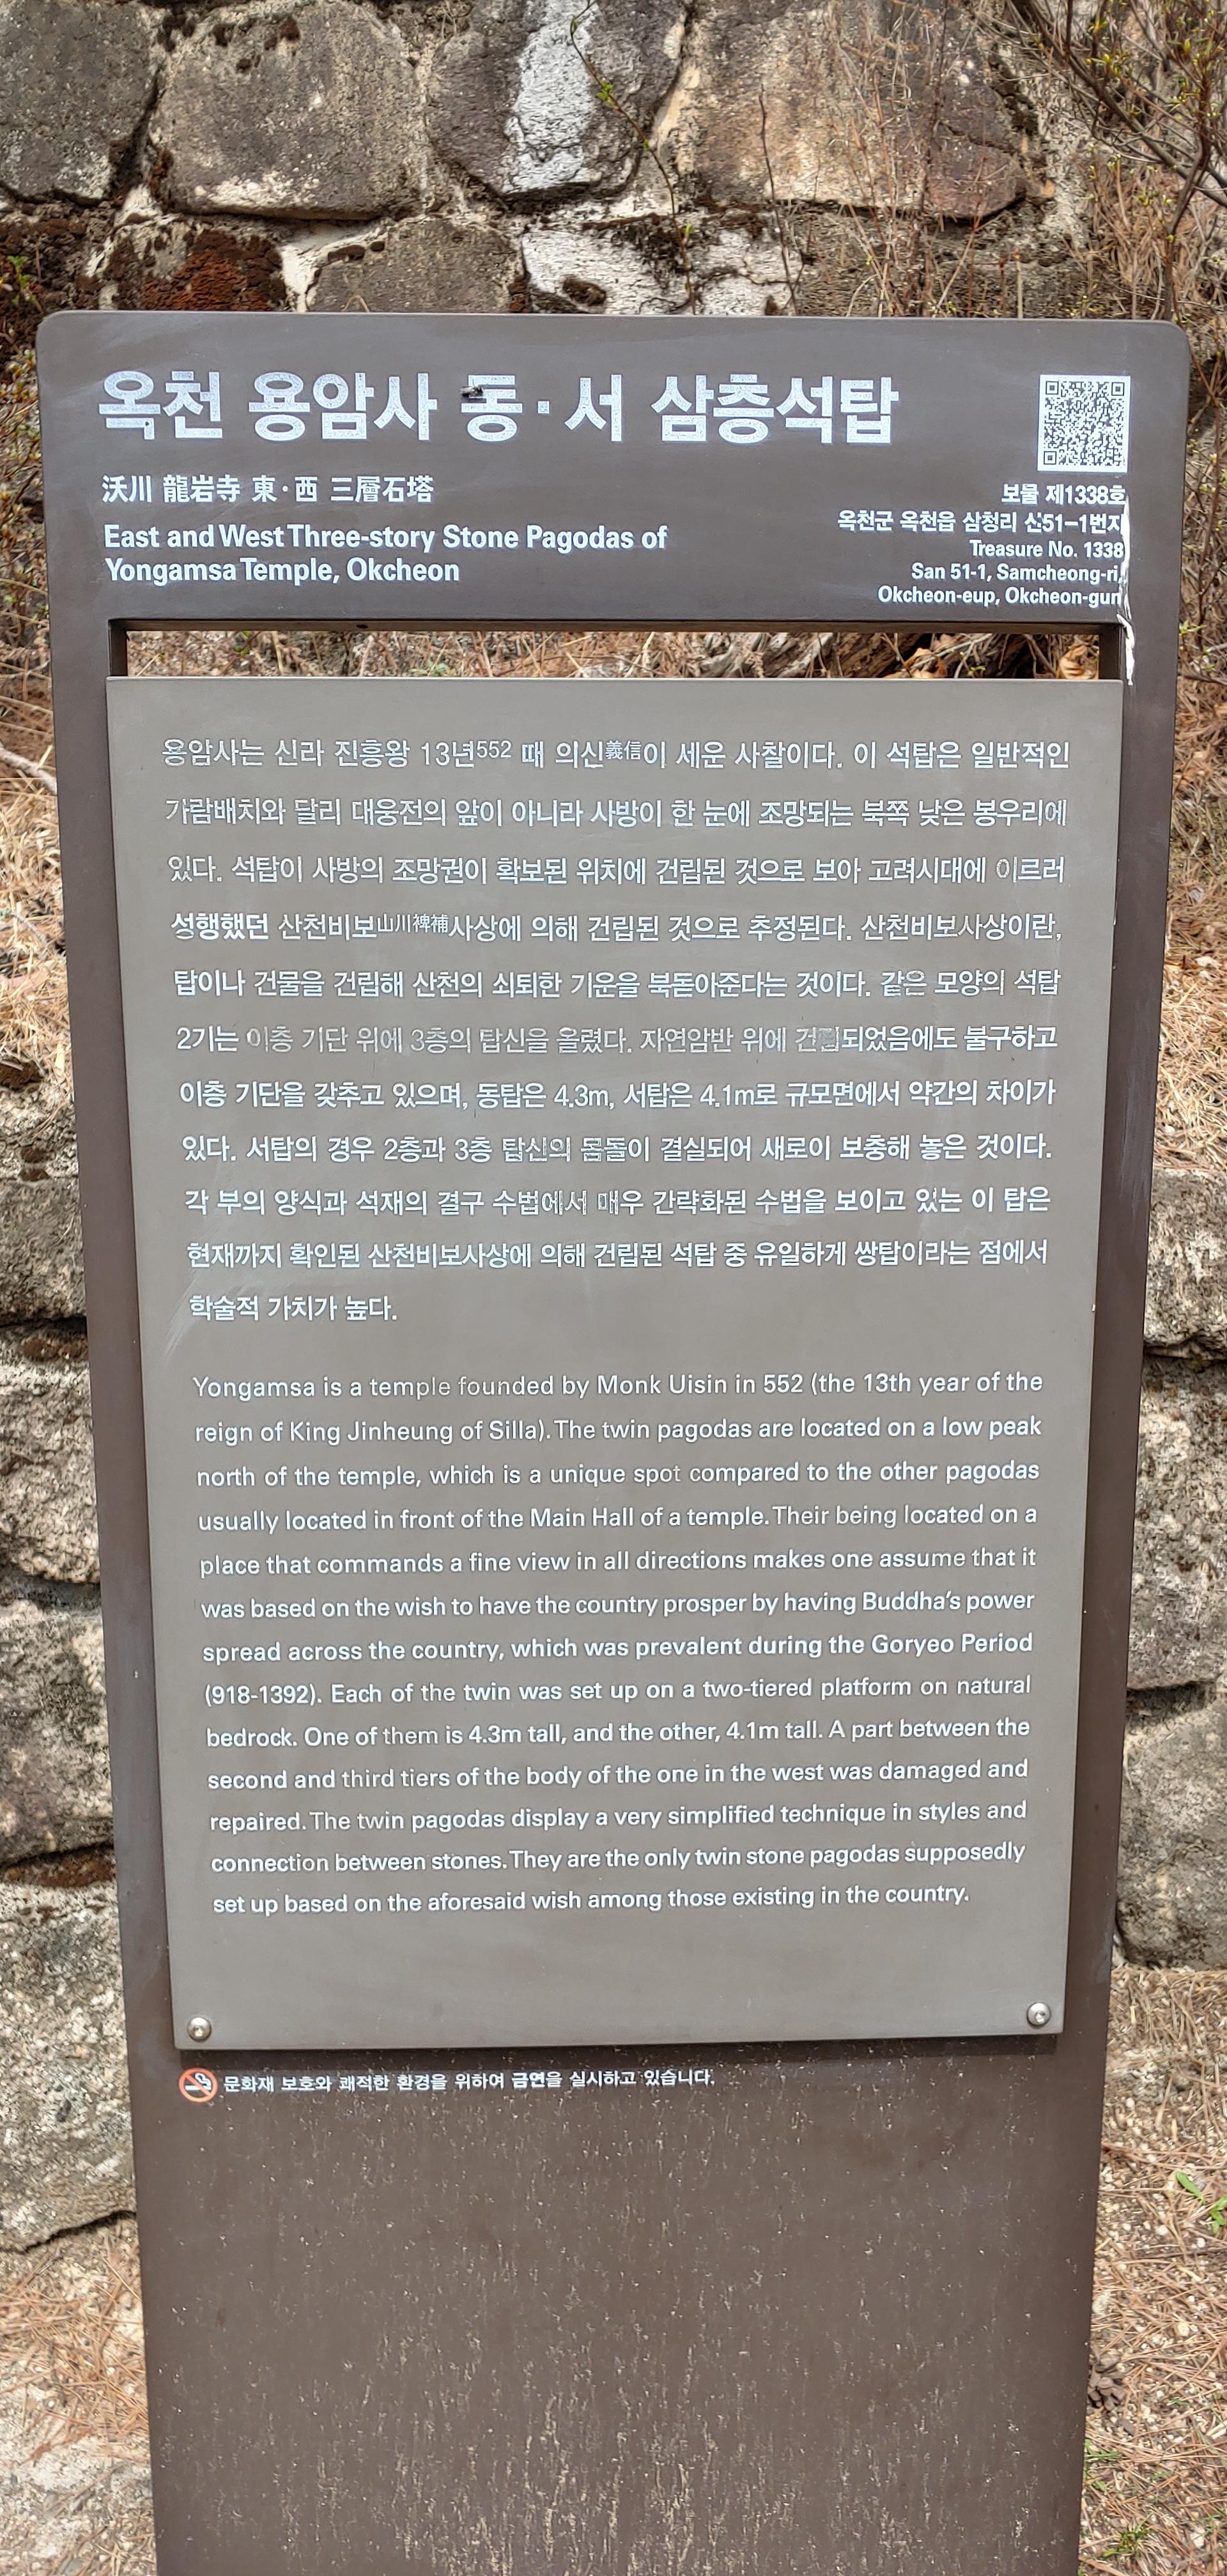 옥천 용암사 동·서 삼층석탑
沃川 龍岩寺 東·西 三層石塔
East and West Three-story Stone Pagodas of
Yongamsa Temple, Okcheon
보물 제1338호
옥천군 옥천읍 삼청리 산51-1번지
Treasure No. 1338
San 51-1, Samcheong-ri,
Okcheon-eup, Okcheon-gun
용암사는 신라 진흥왕 13년552 때 의신義信이 세운 사찰이다. 이 석탑은 일반적인
가람배치와 달리 대웅전의 앞이 아니라 사방이 한 눈에 조망되는 북쪽 낮은 봉우리에
있다. 석탑이 사방의 조망권이 확보된 위치에 건립된 것으로 보아 고려시대에 이르러
성행했던 산천비보山川裨補사상에 의해 건립된 것으로 추정된다. 산천비보사상이란,
탑이나 건물을 건립해 산천의 쇠퇴한 기운을 북돋아준다는 것이다. 같은 모양의 석탑
2기는 이층 기단 위에 3층의 탑신을 올렸다. 자연암반 위에 건립되었음에도 불구하고
이층 기단을 갖추고 있으며, 동탑은 4.3m, 서탑은 4.1m로 규모면에서 약간의 차이가
있다. 서탑의 경우 2층과 3층 탑신의 몸돌이 결실되어 새로이 보충해 놓은 것이다.
각 부의 양식과 석재의 결구 수법에서 매우 간략화된 수법을 보이고 있는 이 탑은
현재까지 확인된 산천비보사상에 의해 건립된 석탑 중 유일하게 쌍탑이라는 점에서
학술적 가치가 높다.
Yongamsa is a temple founded by Monk Uisin in 552 (the 13th year of the
reign of King Jinheung of Silla). The twin pagodas are located on a low peak
north of the temple, which is a unique spot compared to the other pagodas
usually located in front of the Main Hall of a temple. Their being located on a
place that commands a fine view in all directions makes one assume that it
was based on the wish to have the country prosper by having Buddha's power
spread across the country, which was prevalent during the Goryeo Period
(918-1392). Each of the twin was set up on a two-tiered platform on natural
bedrock. One of them is 4.3m tall, and the other, 4.1m tall. A part between the
second and third tiers of the body of the one in the west was damaged and
repaired. The twin pagodas display a very simplified technique in styles and
connection between stones. They are the only twin stone pagodas supposedly
set up based on the aforesaid wish among those existing in the country.
문화재 보호와 쾌적한 환경을 위하여 금연을 실시하고 있습니다.